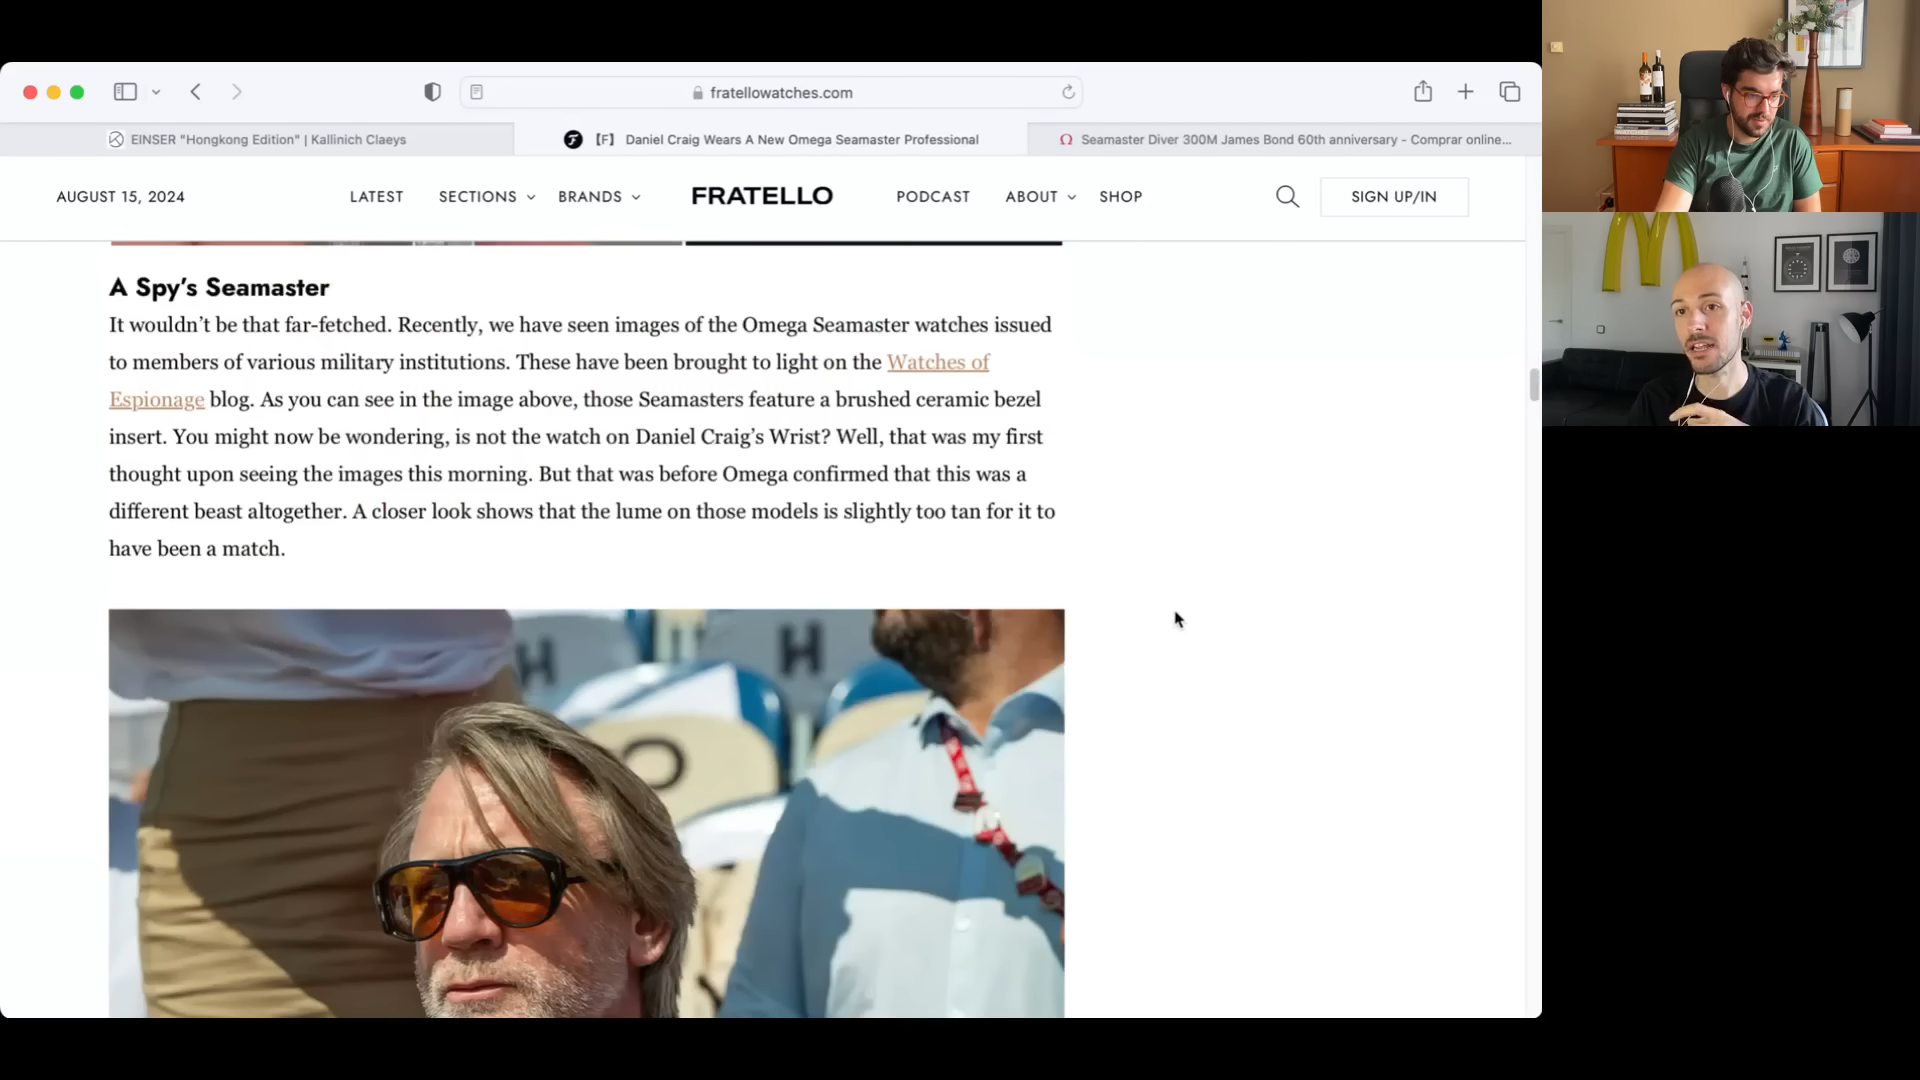 fratellowatches.com
EINSER "Hongkong Edition" | Kallinich Claeys
[F] Daniel Craig Wears A New Omega Seamaster Professional
Seamaster Diver 300M James Bond 60th anniversary - Comprar online...
AUGUST 15, 2024 LATEST SECTIONS BRANDS FRATELLO PODCAST ABOUT SHOP SIGN UP/IN
A Spy’s Seamaster
It wouldn’t be that far-fetched. Recently, we have seen images of the Omega Seamaster watches issued
to members of various military institutions. These have been brought to light on the Watches of
Espionage blog. As you can see in the image above, those Seamasters feature a brushed ceramic bezel
insert. You might now be wondering, is not the watch on Daniel Craig’s Wrist? Well, that was my first
thought upon seeing the images this morning. But that was before Omega confirmed that this was a
different beast altogether. A closer look shows that the lume on those models is slightly too tan for it to
have been a match.
H H
O